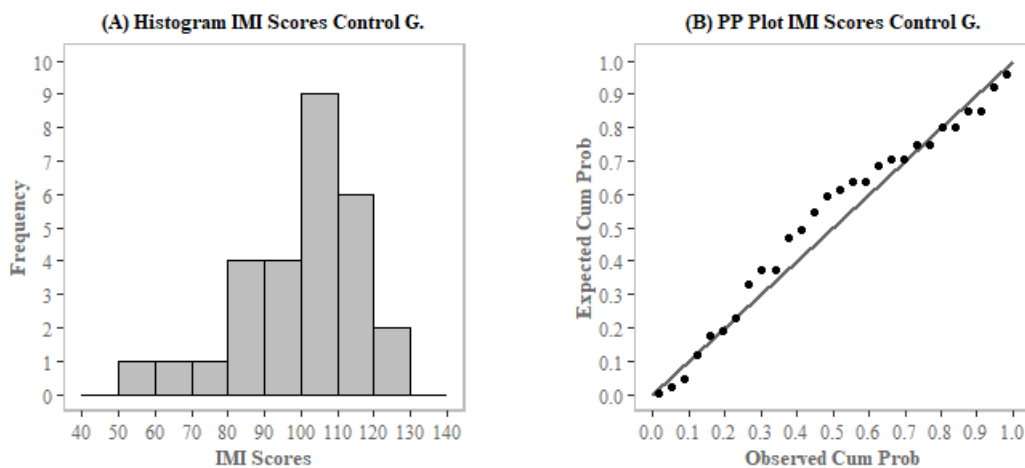 (A) Histogram IMI Scores Control G.
10
9
8
7
6
5
4
3
2
1
0
Frequency
40 50 60 70 80 90 100 110 120 130 140
IMI Scores
(B) PP Plot IMI Scores Control G.
1.0
0.9
0.8
0.7
0.6
0.5
0.4
0.3
0.2
0.1
0.0
Expected Cum Prob
0.0 0.1 0.2 0.3 0.4 0.5 0.6 0.7 0.8 0.9 1.0
Observed Cum Prob